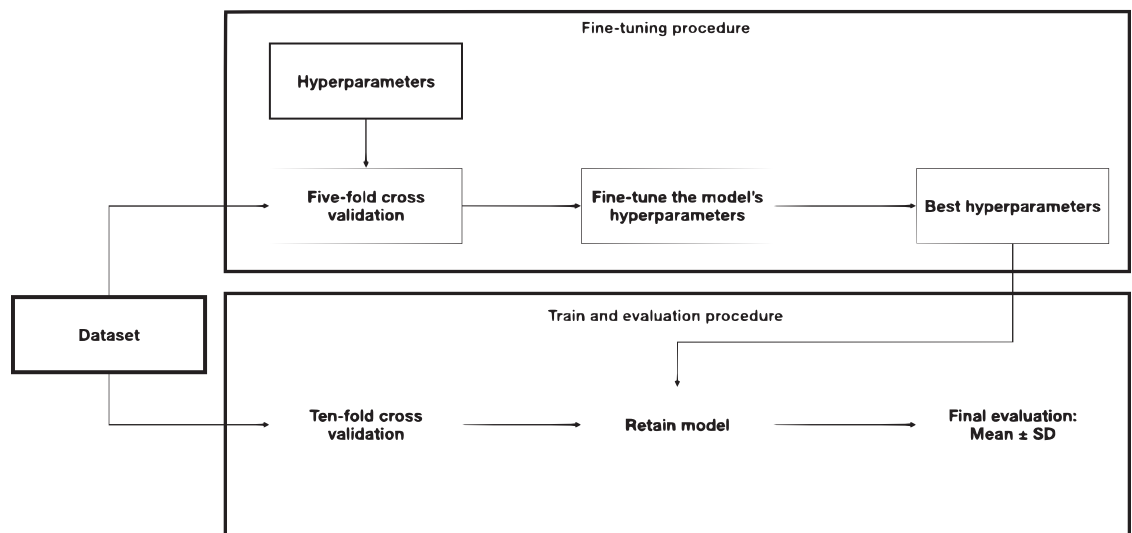 Fine-tuning procedure
Hyperparameters
Five-fold cross
validation
Fine-tune the model's
hyperparameters
Best hyperparameters
Dataset
Train and evaluation procedure
Ten-fold cross
validation
Retain model
Final evaluation:
Mean ± SD